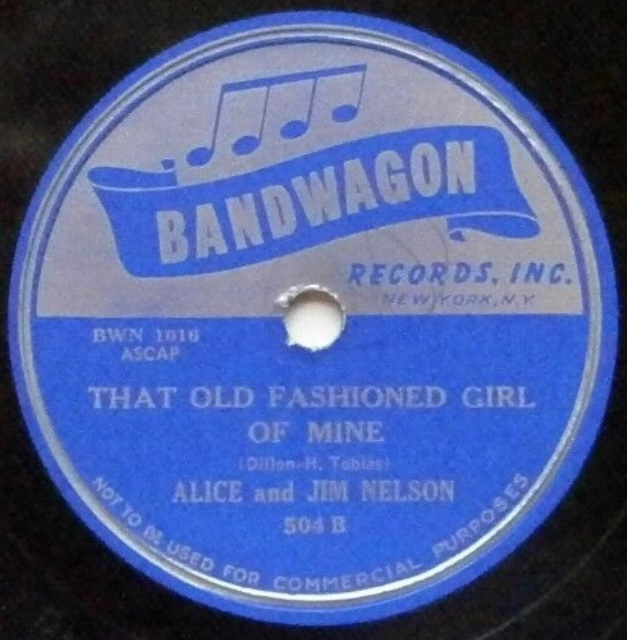 BANDWAGON
RECORDS, INC.
NEW YORK, N.Y.
BWN 1016
ASCAP
THAT OLD FASHIONED GIRL
OF MINE
(Dillon-H. Tobias)
ALICE and JIM NELSON
504 B
NOT TO BE USED FOR COMMERCIAL PURPOSES